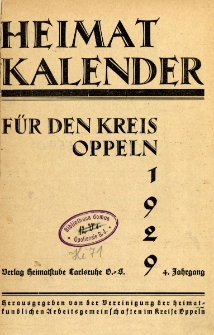 HEIMAT
KALENDER
FÜR DEN KREIS
OPPELN
1
9
2
9
Verlag Heimatstube Carlsruhe O.-S. 4. Jahrgang
Herausgegeben von der Vereinigung der heimat-
kundlichen Arbeitsgemeinschaften im Kreise Oppeln